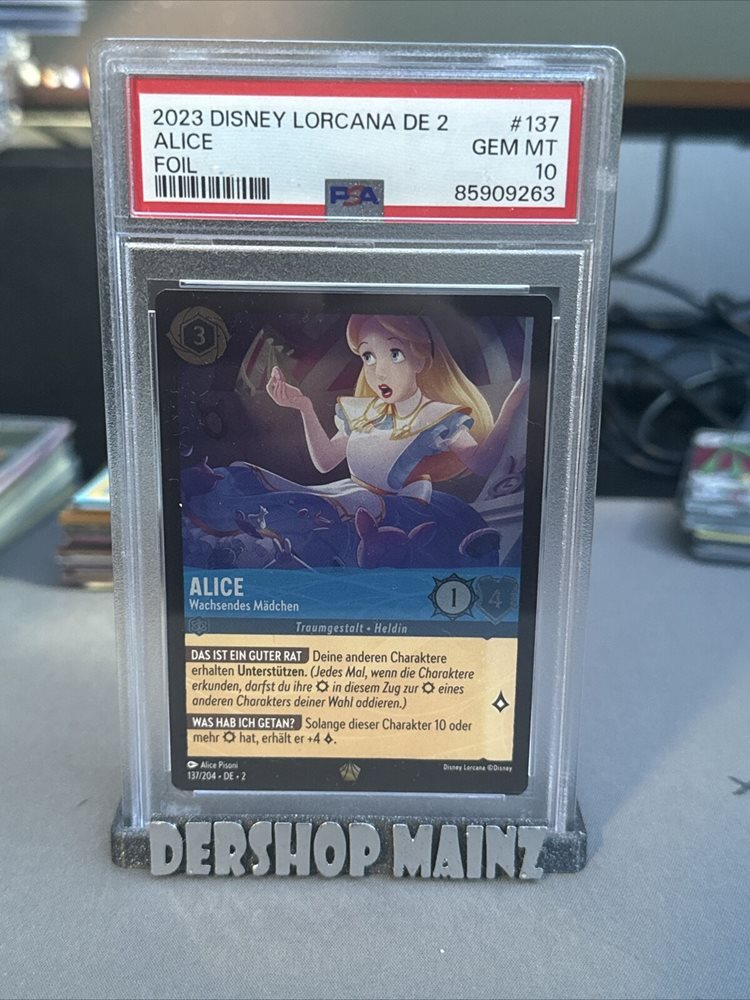 2023 DISNEY LORCANA DE 2 #137
ALICE GEM MT
FOIL 10
PSA 85909263
3
ALICE
Wachsendes Mädchen
1 4
Traumgestalt • Heldin
DAS IST EIN GUTER RAT Deine anderen Charaktere
erhalten Unterstützen. (Jedes Mal, wenn die Charaktere
erkunden, darfst du ihre in diesem Zug zur eines
anderen Charakters deiner Wahl addieren.)
WAS HAB ICH GETAN? Solange dieser Charakter 10 oder
mehr hat, erhält er +4 .
Alice Pisoni
137/204 • DE • 2
Disney Lorcana ©Disney
DERSHOP MAINZ